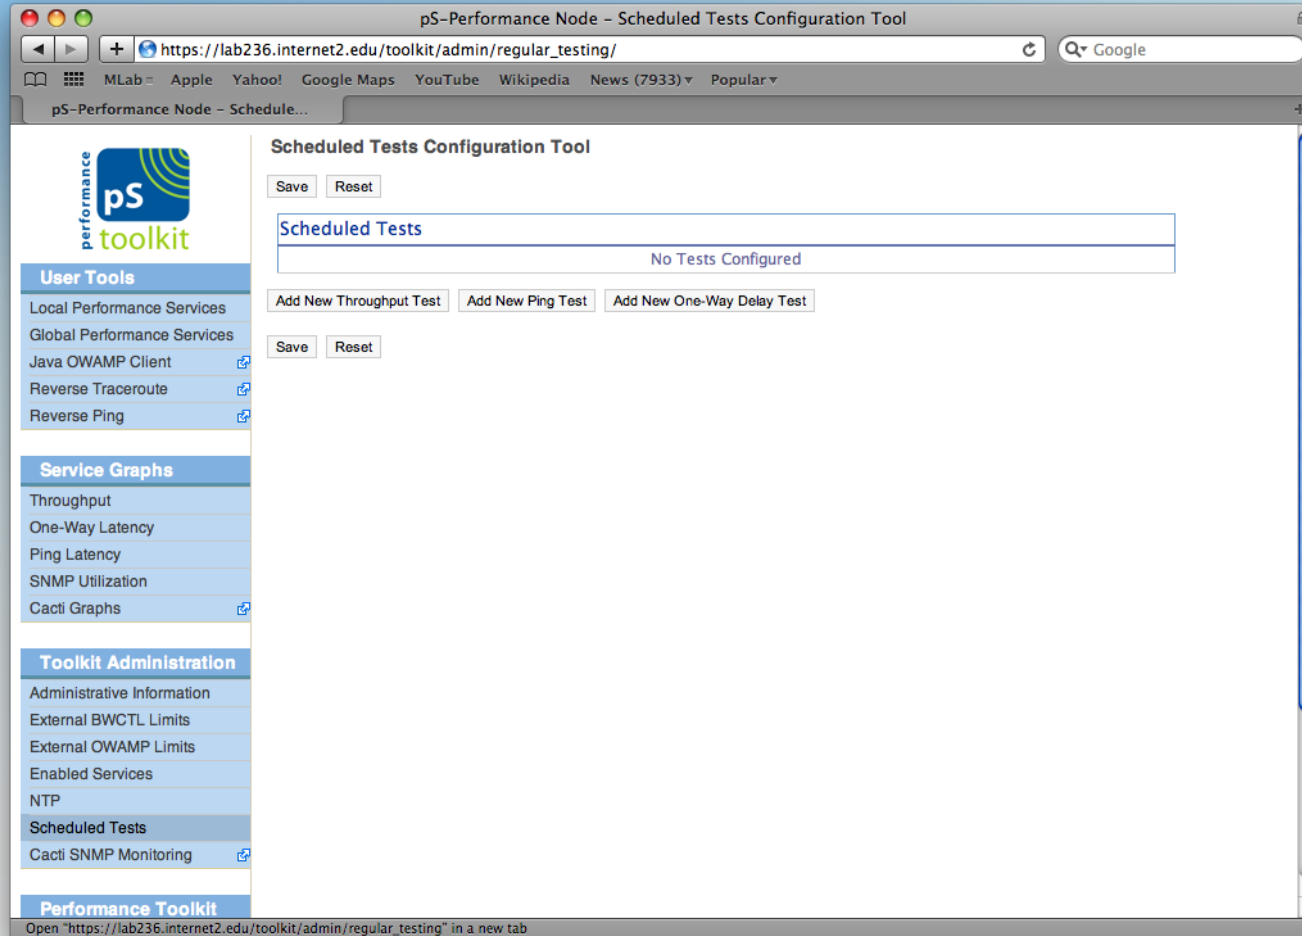 pS-Performance Node – Scheduled Tests Configuration Tool
https://lab236.internet2.edu/toolkit/admin/regular_testing/
Google
MLab Apple Yahoo! Google Maps YouTube Wikipedia News (7933) Popular
pS-Performance Node – Schedule...
performance
pS
toolkit
User Tools
Local Performance Services
Global Performance Services
Java OWAMP Client
Reverse Traceroute
Reverse Ping
Service Graphs
Throughput
One-Way Latency
Ping Latency
SNMP Utilization
Cacti Graphs
Toolkit Administration
Administrative Information
External BWCTL Limits
External OWAMP Limits
Enabled Services
NTP
Scheduled Tests
Cacti SNMP Monitoring
Performance Toolkit
Scheduled Tests Configuration Tool
Save Reset
Scheduled Tests
No Tests Configured
Add New Throughput Test Add New Ping Test Add New One-Way Delay Test
Save Reset
Open "https://lab236.internet2.edu/toolkit/admin/regular_testing" in a new tab